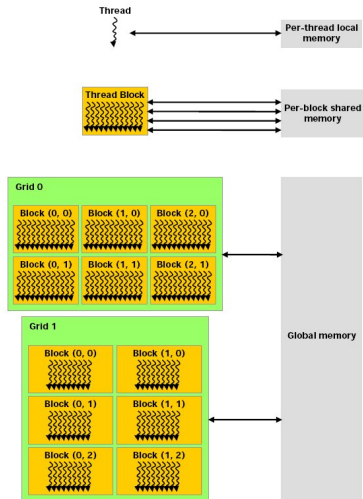 Thread
Per-thread local
memory
Thread Block
Per-block shared
memory
Grid 0
Block (0, 0) Block (1, 0) Block (2, 0)
Block (0, 1) Block (1, 1) Block (2, 1)
Grid 1
Global memory
Block (0, 0) Block (1, 0)
Block (0, 1) Block (1, 1)
Block (0, 2) Block (1, 2)